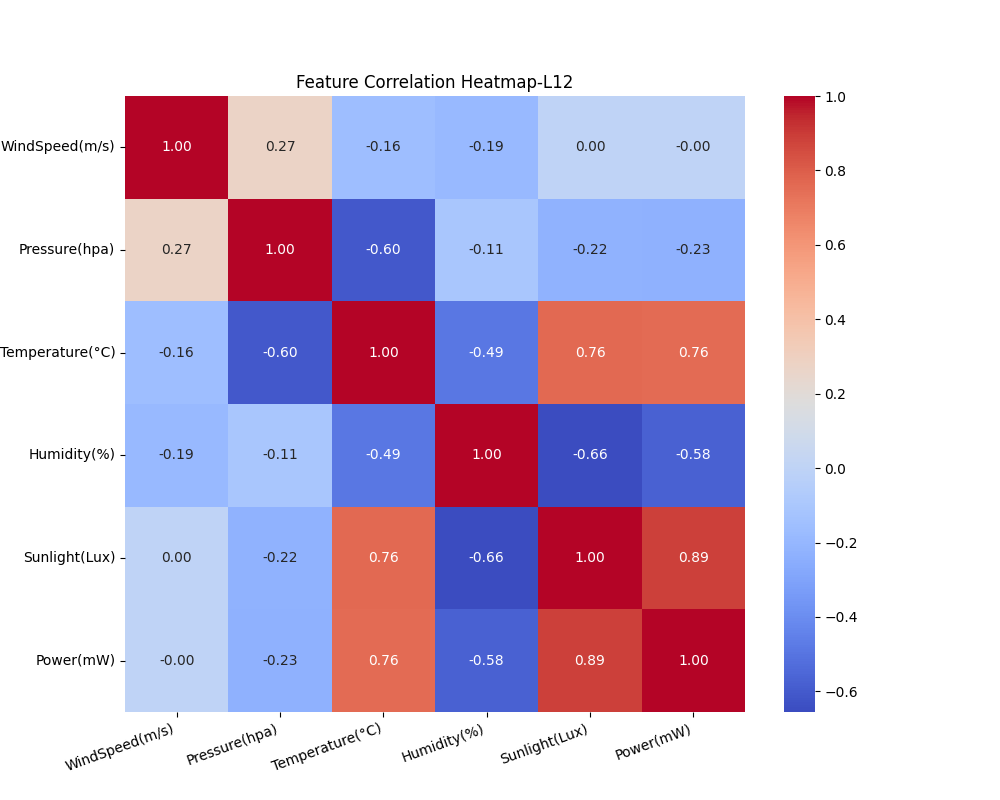 Feature Correlation Heatmap-L12
WindSpeed(m/s) 1.00 0.27 -0.16 -0.19 0.00 -0.00
Pressure(hpa) 0.27 1.00 -0.60 -0.11 -0.22 -0.23
Temperature(°C) -0.16 -0.60 1.00 -0.49 0.76 0.76
Humidity(%) -0.19 -0.11 -0.49 1.00 -0.66 -0.58
Sunlight(Lux) 0.00 -0.22 0.76 -0.66 1.00 0.89
Power(mW) -0.00 -0.23 0.76 -0.58 0.89 1.00
WindSpeed(m/s) Pressure(hpa) Temperature(°C) Humidity(%) Sunlight(Lux) Power(mW)
1.0
0.8
0.6
0.4
0.2
0.0
−0.2
−0.4
−0.6